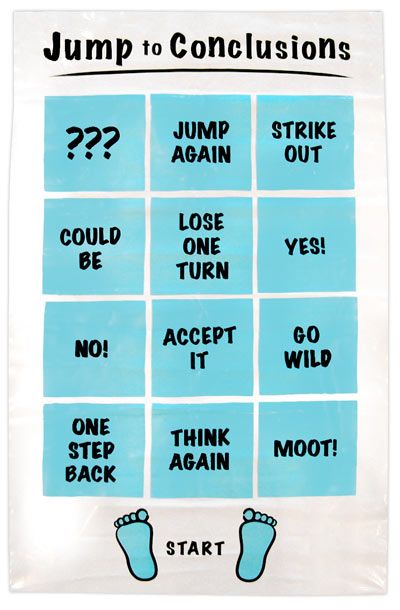 Jump to Conclusions
???
JUMP
AGAIN
STRIKE
OUT
COULD
BE
LOSE
ONE
TURN
YES!
NO!
ACCEPT
IT
GO
WILD
ONE
STEP
BACK
THINK
AGAIN
MOOT!
START